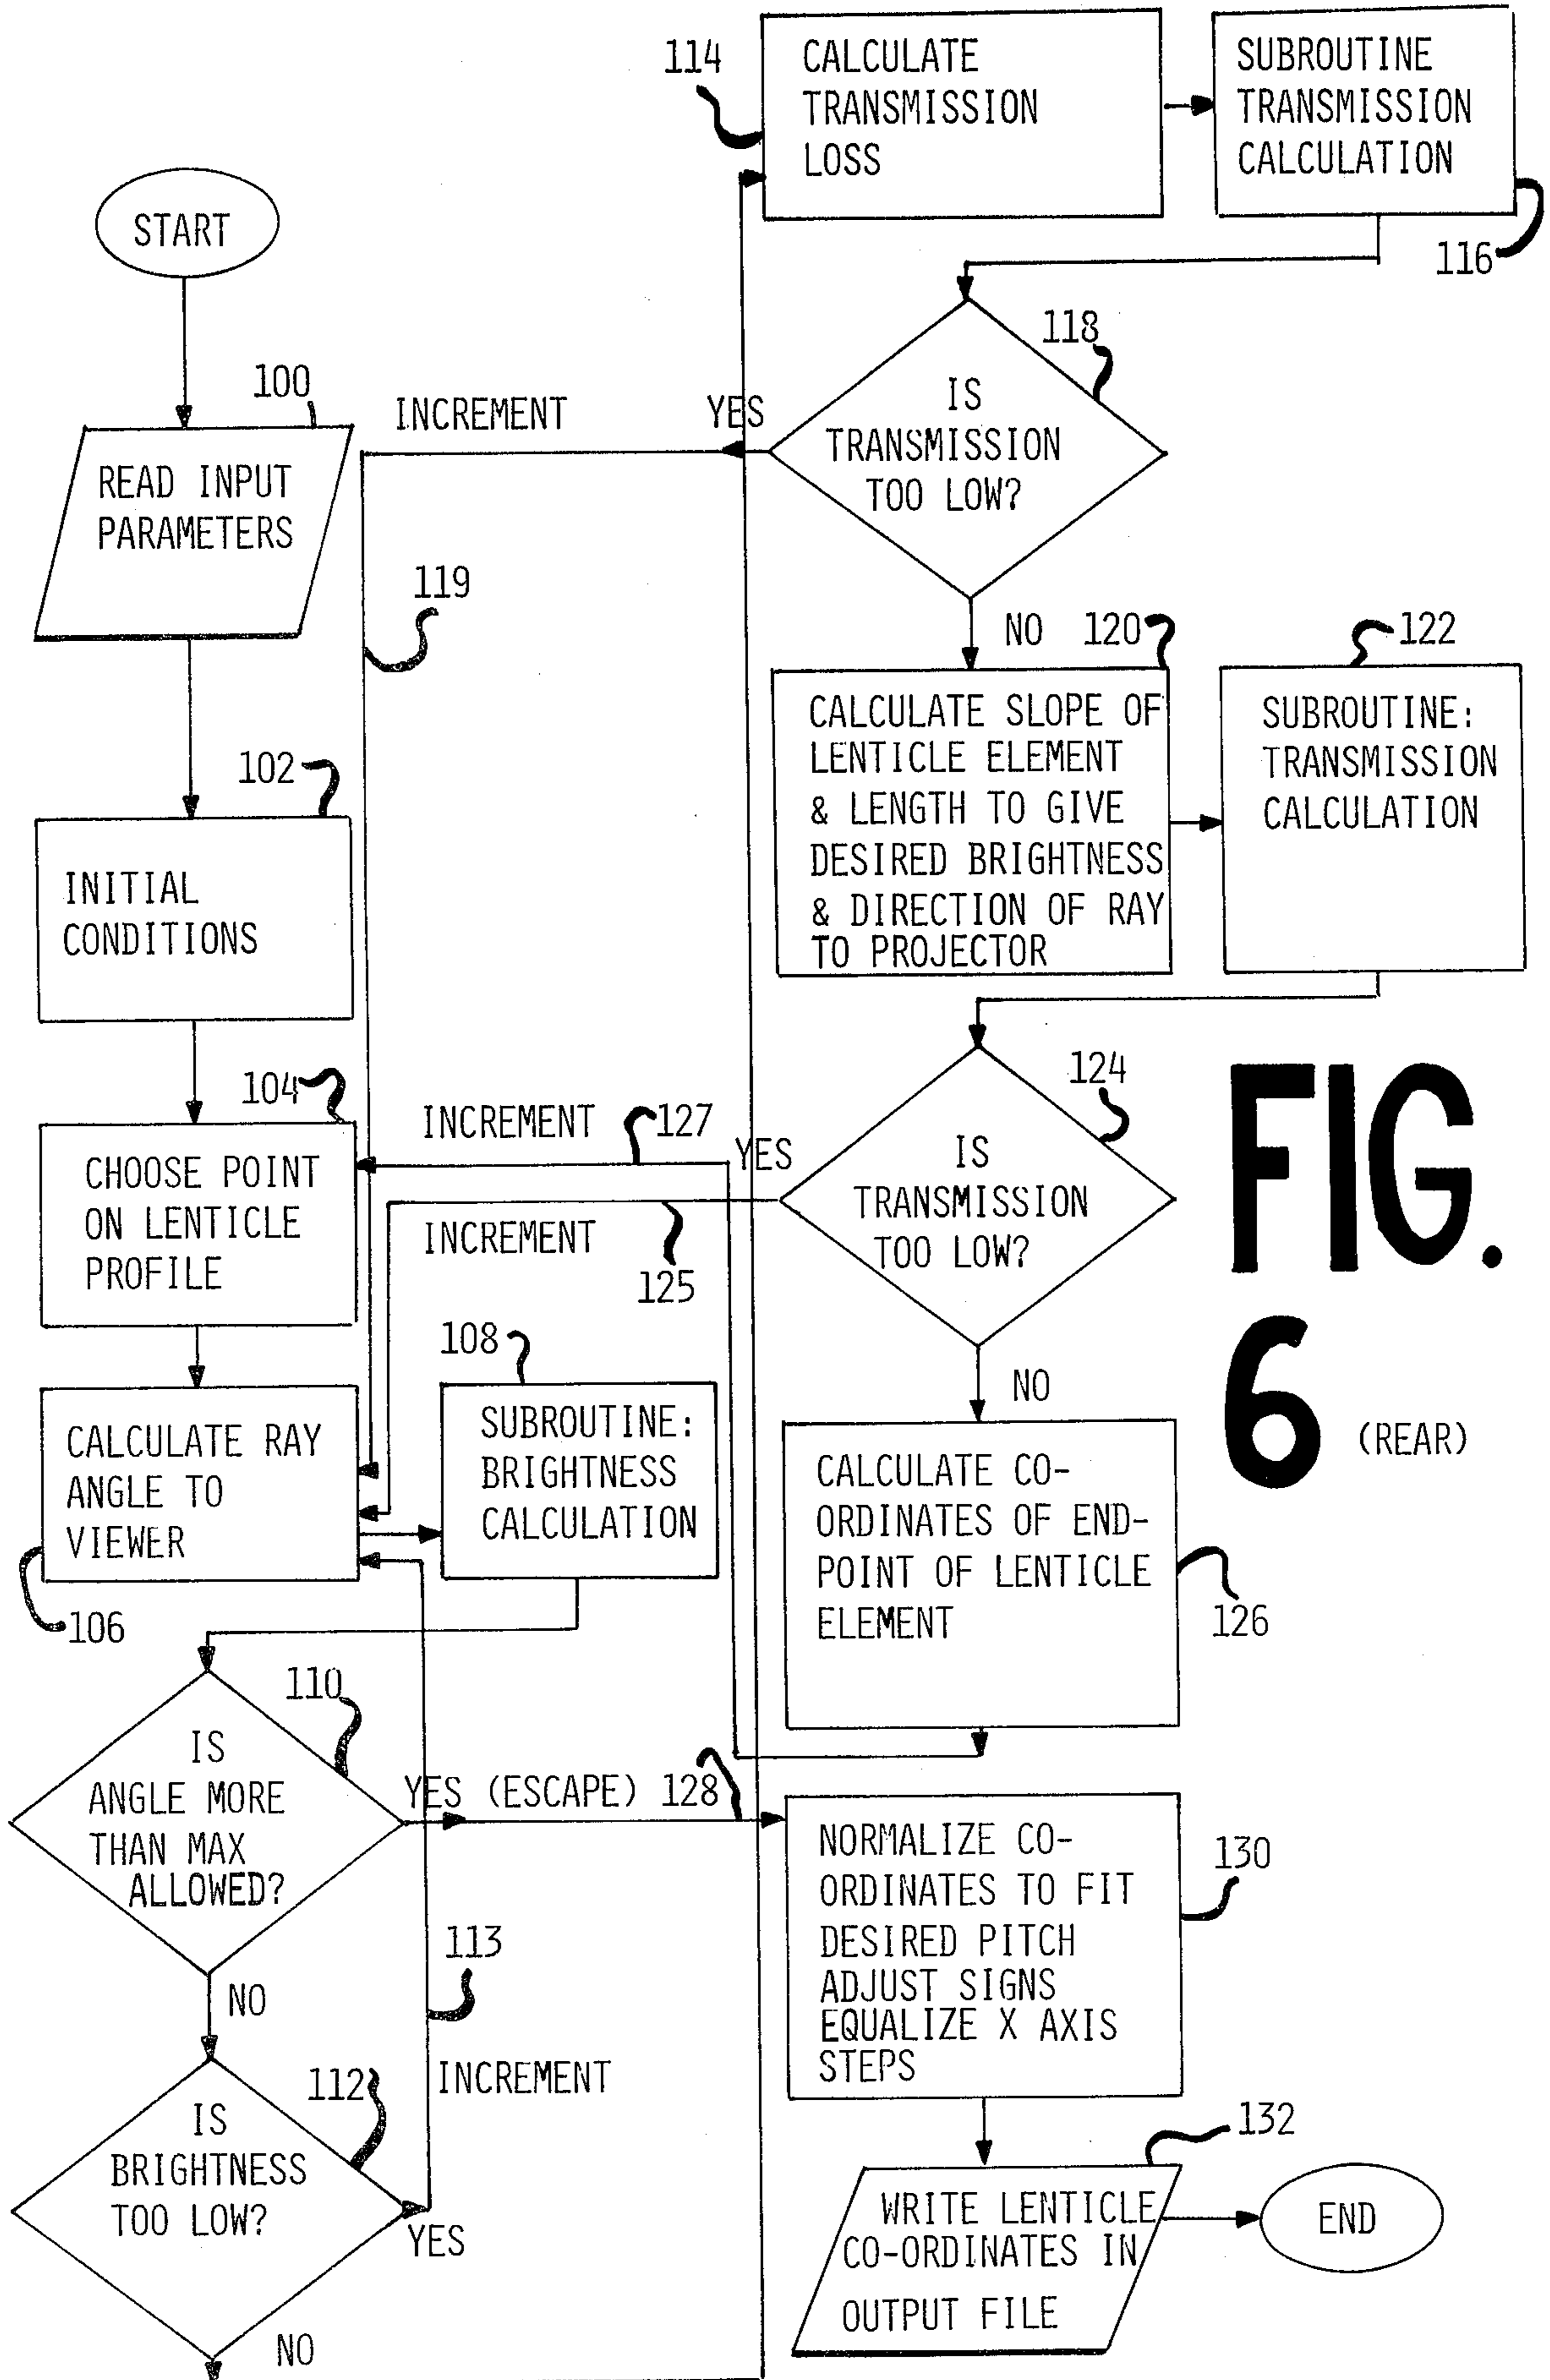 START
100
READ INPUT
PARAMETERS
102
INITIAL
CONDITIONS
104
CHOOSE POINT
ON LENTICLE
PROFILE
CALCULATE RAY
ANGLE TO
VIEWER
106
108
SUBROUTINE:
BRIGHTNESS
CALCULATION
110
IS
ANGLE MORE
THAN MAX
ALLOWED?
YES (ESCAPE) 128
NO
113
INCREMENT
112
IS
BRIGHTNESS
TOO LOW?
YES
NO
114
CALCULATE
TRANSMISSION
LOSS
SUBROUTINE
TRANSMISSION
CALCULATION
116
118
IS
TRANSMISSION
TOO LOW?
YES
INCREMENT
119
NO
120
CALCULATE SLOPE OF
LENTICLE ELEMENT
& LENGTH TO GIVE
DESIRED BRIGHTNESS
& DIRECTION OF RAY
TO PROJECTOR
122
SUBROUTINE:
TRANSMISSION
CALCULATION
124
IS
TRANSMISSION
TOO LOW?
YES
INCREMENT
127
INCREMENT
125
NO
CALCULATE CO-
ORDINATES OF END-
POINT OF LENTICLE
ELEMENT
126
NORMALIZE CO-
ORDINATES TO FIT
DESIRED PITCH
ADJUST SIGNS
EQUALIZE X AXIS
STEPS
130
132
WRITE LENTICLE
CO-ORDINATES IN
OUTPUT FILE
END
FIG.
6 (REAR)